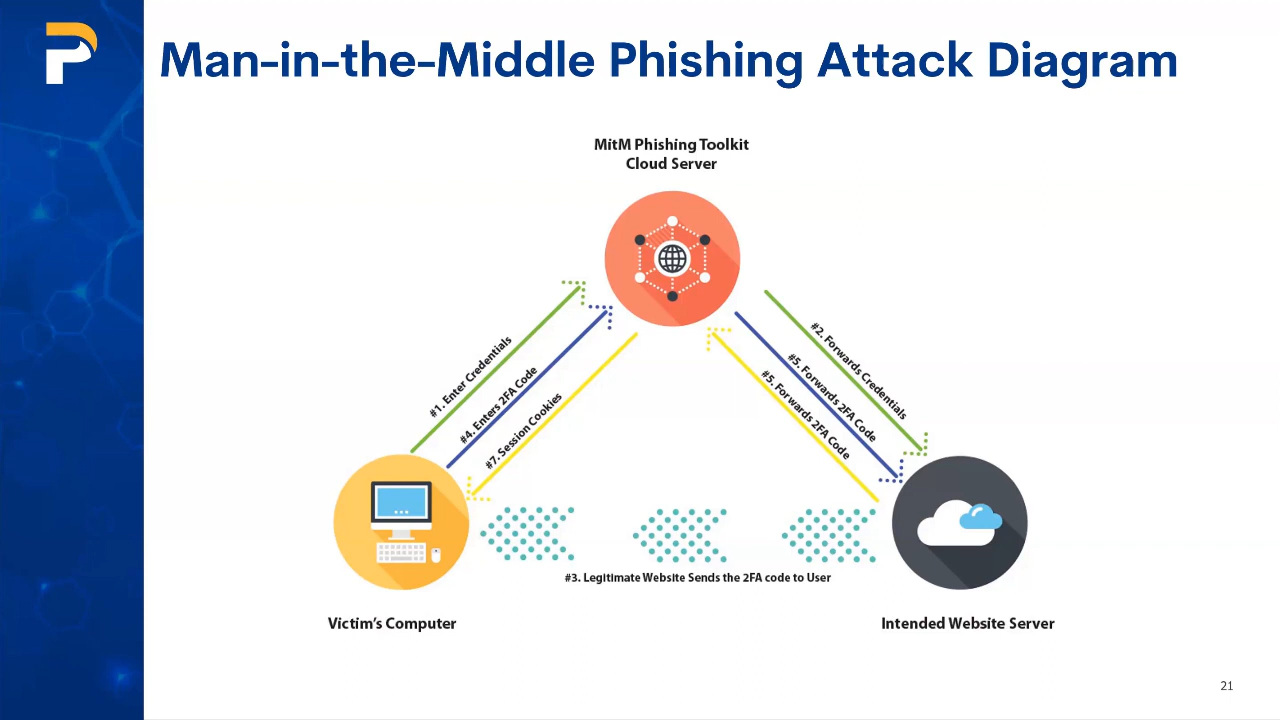 Man-in-the-Middle Phishing Attack Diagram
MitM Phishing Toolkit
Cloud Server
#1. Enter Credentials
#4. Enters 2FA Code
#7. Session Cookies
#2. Forwards Credentials
#5. Forwards 2FA Code
#5. Forwards 2FA Code
#3. Legitimate Website Sends the 2FA code to User
Victim's Computer
Intended Website Server
21